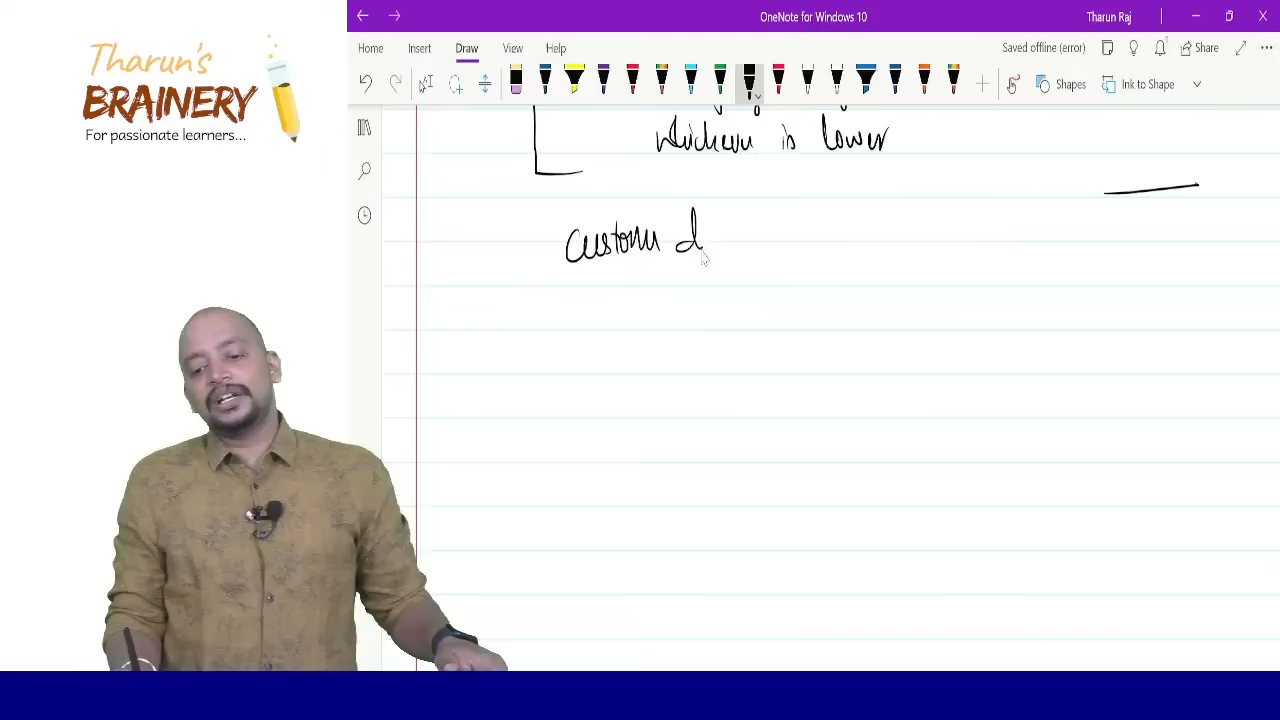 Tharun's
BRAINERY
For passionate learners...
OneNote for Windows 10
Tharun Raj
Home Insert Draw View Help
Saved offline (error)
Share
Shapes
Ink to Shape
is lower
custom d